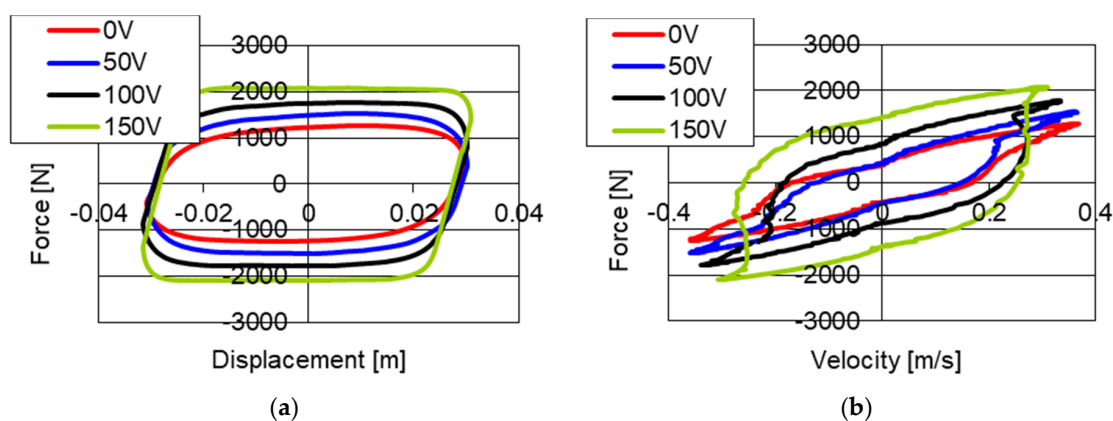 0V
50V
100V
150V
3000
2000
1000
0
-1000
-2000
-3000
-0.04
-0.02
0
0.02
0.04
Force [N]
Displacement [m]
(a)
0V
50V
100V
150V
3000
2000
1000
0
-1000
-2000
-3000
-0.4
-0.2
0
0.2
0.4
Force [N]
Velocity [m/s]
(b)